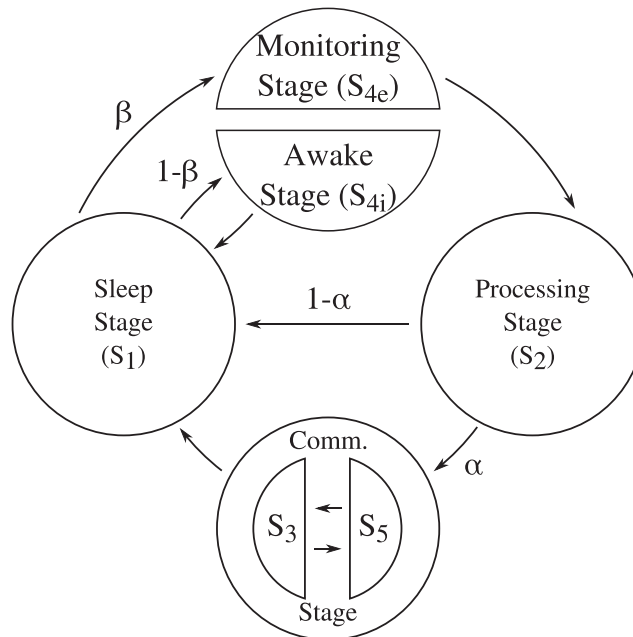 Monitoring
Stage (S4e)
β
1-β
Awake
Stage (S4i)
Sleep
Stage
(S1)
1-α
Processing
Stage
(S2)
Comm.
α
S3
S5
Stage